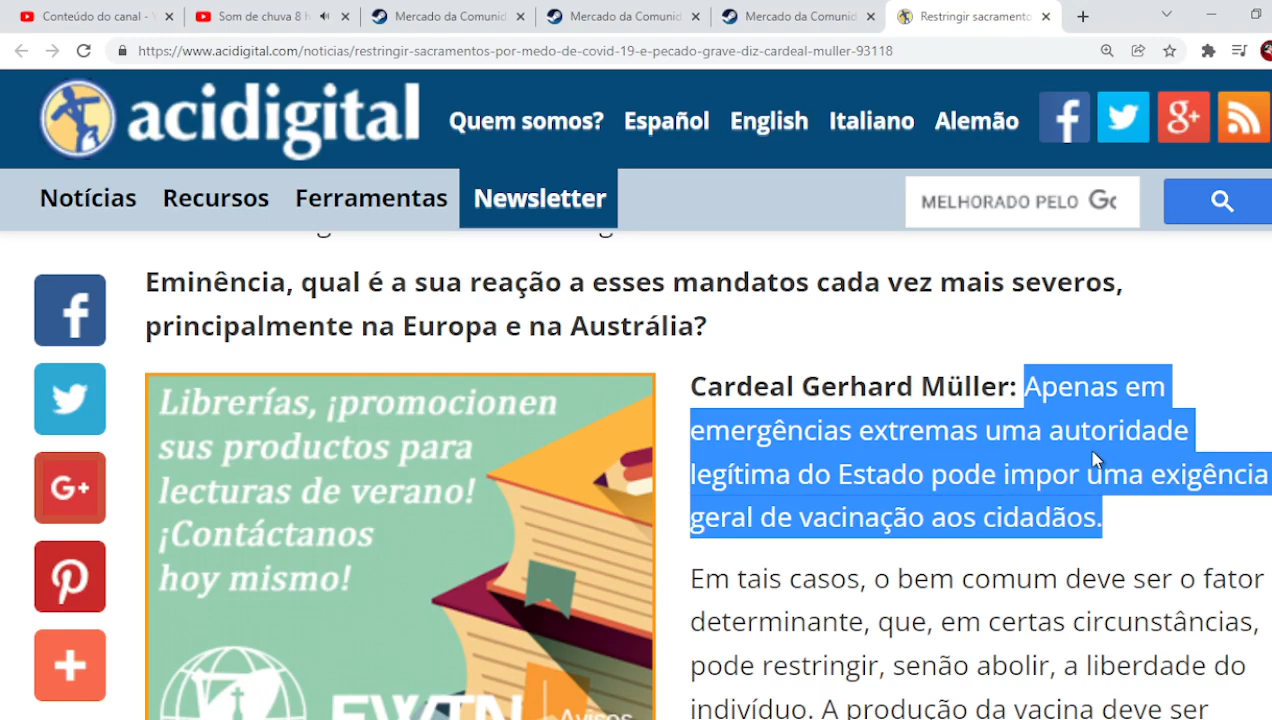 Conteúdo do canal - Y
Som de chuva 8 h
Mercado da Comunid
Mercado da Comunid
Mercado da Comunid
Restringir sacramento
https://www.acidigital.com/noticias/restringir-sacramentos-por-medo-de-covid-19-e-pecado-grave-diz-cardeal-muller-93118
acidigital
Quem somos? Español English Italiano Alemão
Notícias Recursos Ferramentas Newsletter
MELHORADO PELO
Eminência, qual é a sua reação a esses mandatos cada vez mais severos,
principalmente na Europa e na Austrália?
Librerías, ¡promocionen
sus productos para
lecturas de verano!
¡Contáctanos
hoy mismo!
EWTN
Avisos
Cardeal Gerhard Müller: Apenas em
emergências extremas uma autoridade
legítima do Estado pode impor uma exigência
geral de vacinação aos cidadãos.
Em tais casos, o bem comum deve ser o fator
determinante, que, em certas circunstâncias,
pode restringir, senão abolir, a liberdade do
indivíduo. A produção da vacina deve ser